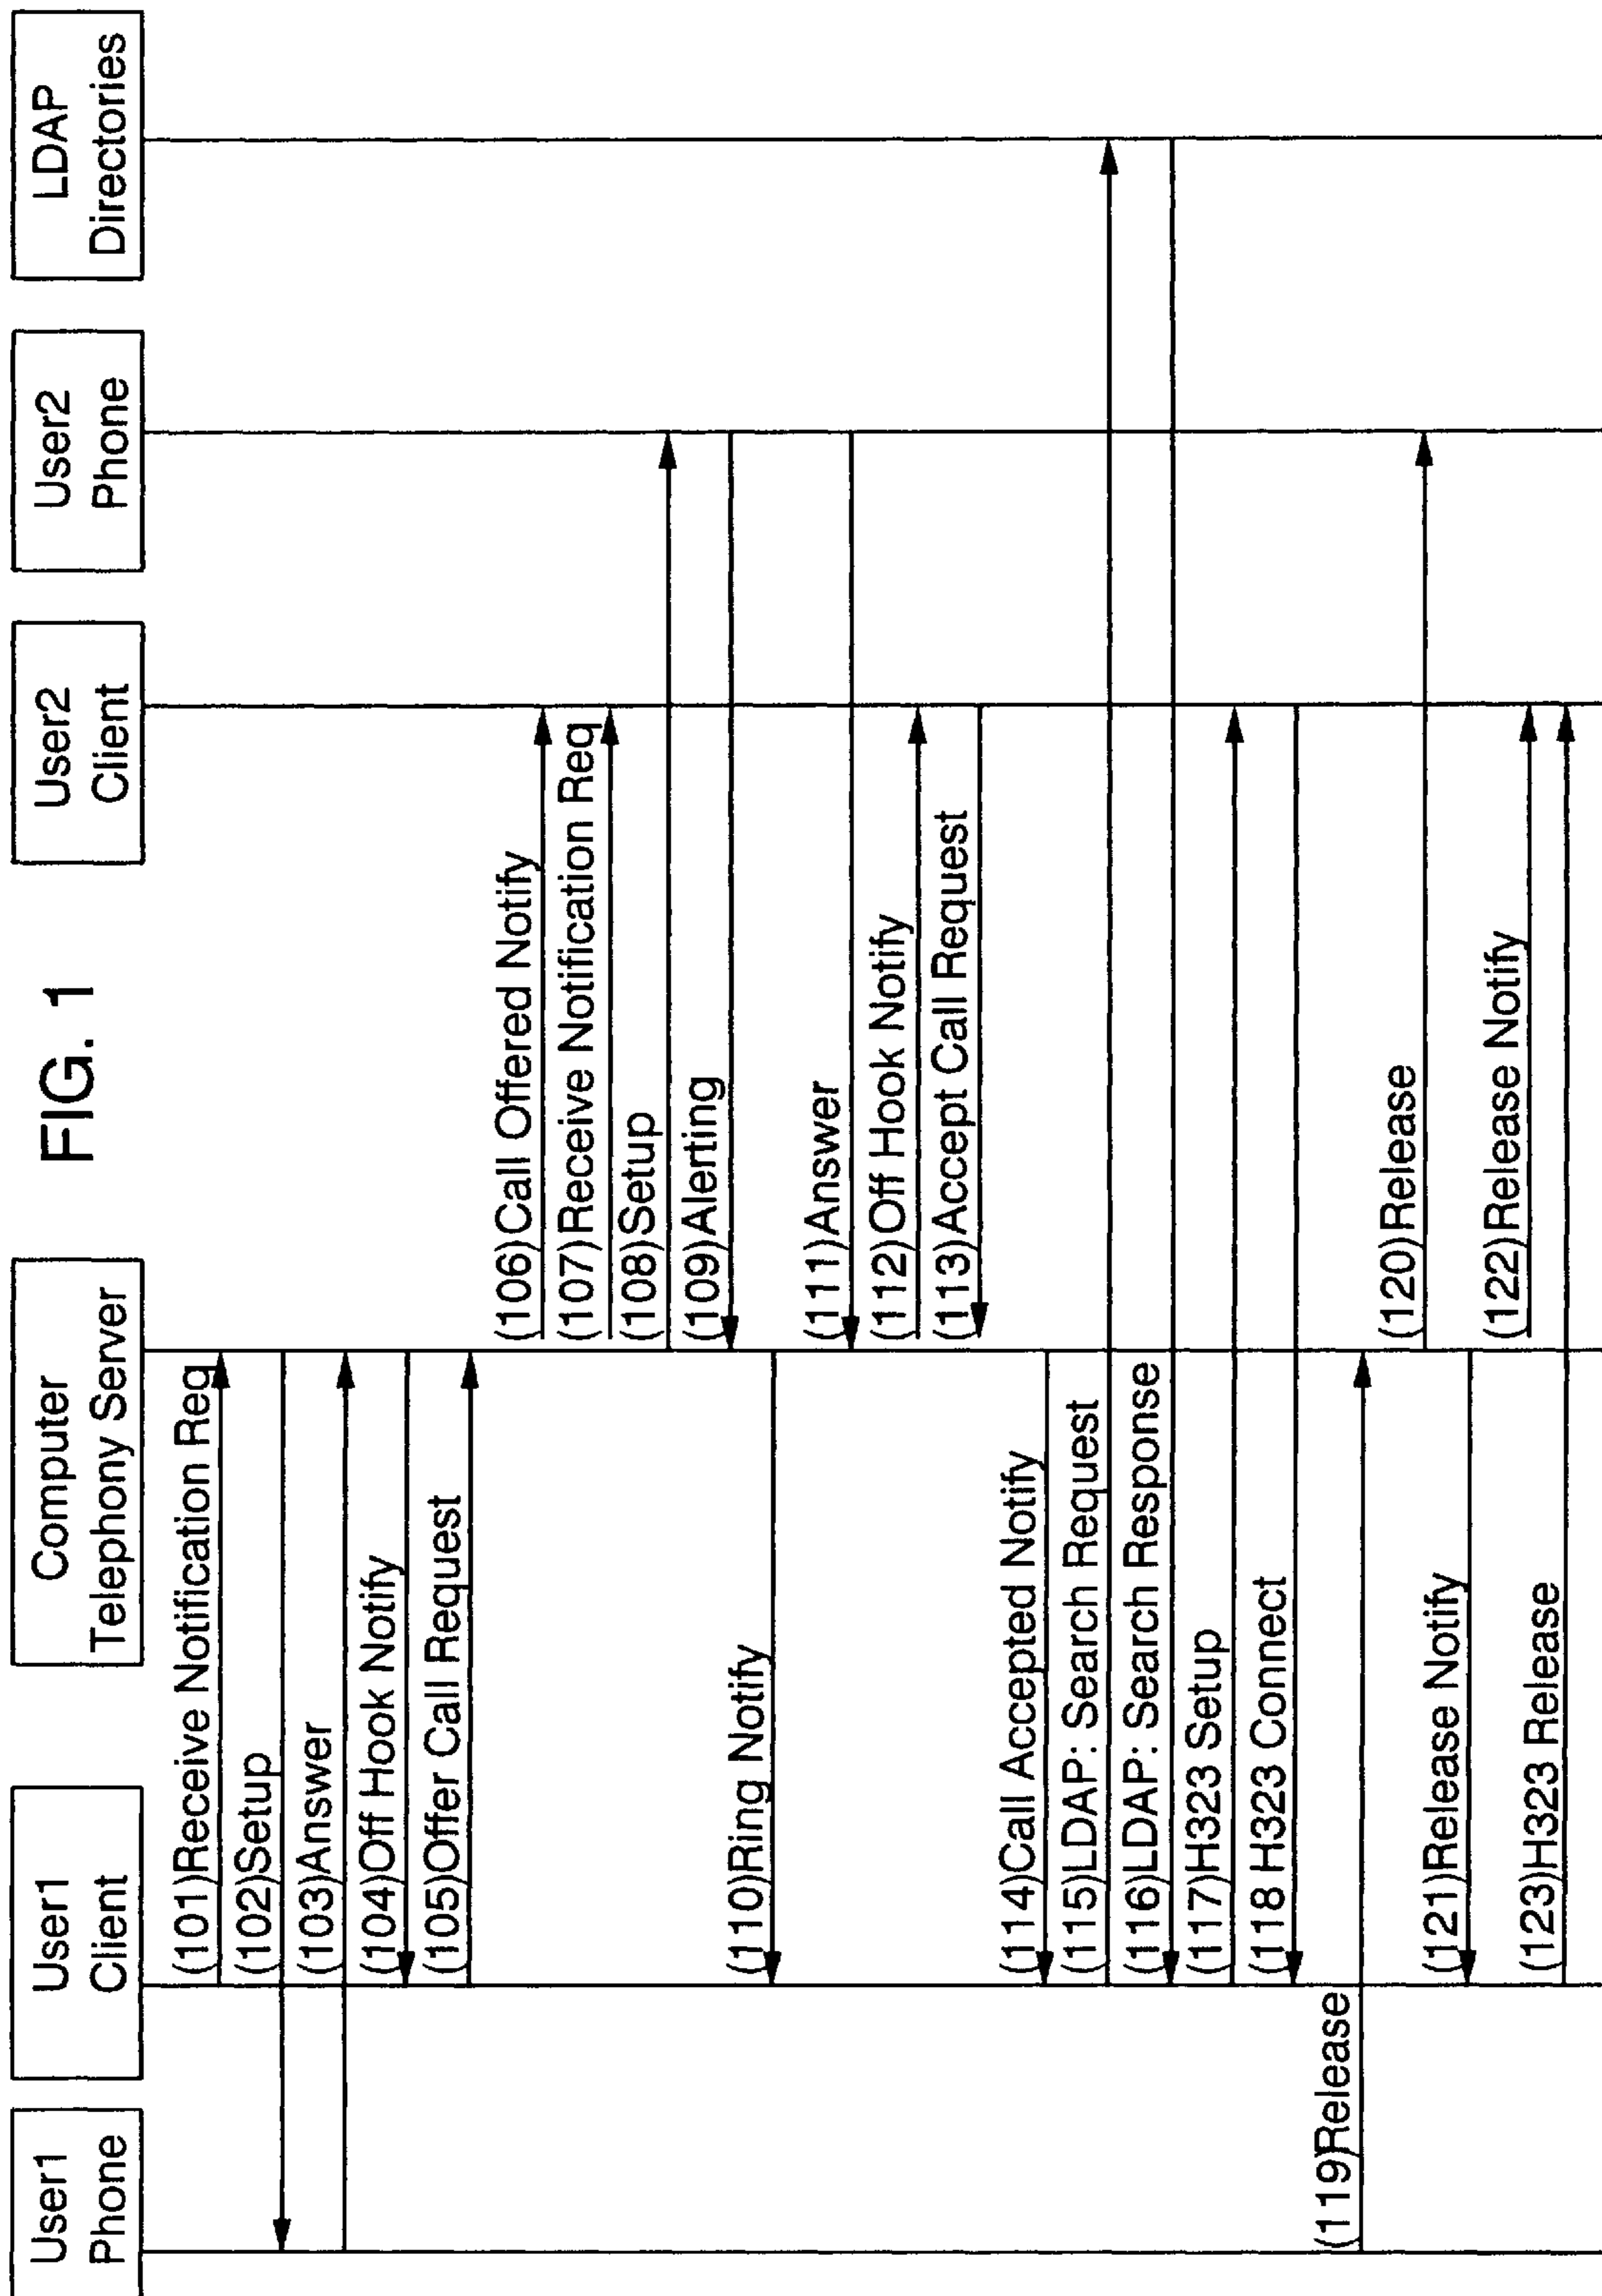 FIG. 1
User1
Phone
User1
Client
Computer
Telephony Server
User2
Client
User2
Phone
LDAP
Directories
(101)Receive Notification Req
(102)Setup
(103)Answer
(104)Off Hook Notify
(105)Offer Call Request
(106)Call Offered Notify
(107)Receive Notification Req
(108)Setup
(109)Alerting
(110)Ring Notify
(111)Answer
(112)Off Hook Notify
(113)Accept Call Request
(114)Call Accepted Notify
(115)LDAP: Search Request
(116)LDAP: Search Response
(117)H323 Setup
(118 H323 Connect
(119)Release
(120)Release
(121)Release Notify
(122)Release Notify
(123)H323 Release